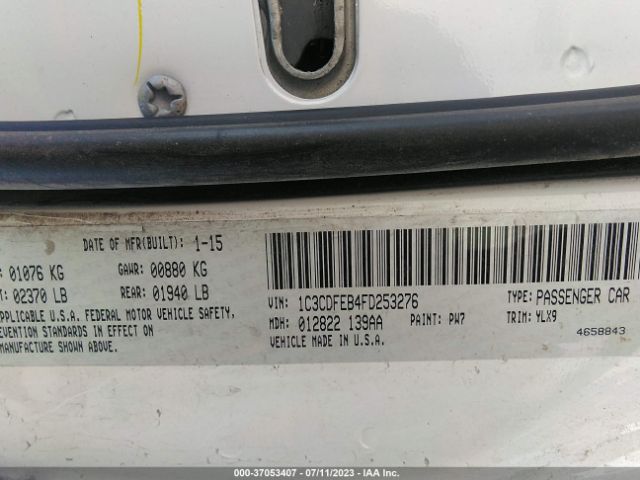 DATE OF MFR(BUILT): 1-15
: 01076 KG GAWR: 00880 KG
T: 02370 LB REAR: 01940 LB
APPLICABLE U.S.A. FEDERAL MOTOR VEHICLE SAFETY,
EVENTION STANDARDS IN EFFECT ON
MANUFACTURE SHOWN ABOVE.
VIN: 1C3CDFEB4FD253276 TYPE: PASSENGER CAR
MDH: 012822 139AA PAINT: PW7 TRIM: YLX9
VEHICLE MADE IN U.S.A. 4658843
000-37053407 - 07/11/2023 - IAA Inc.